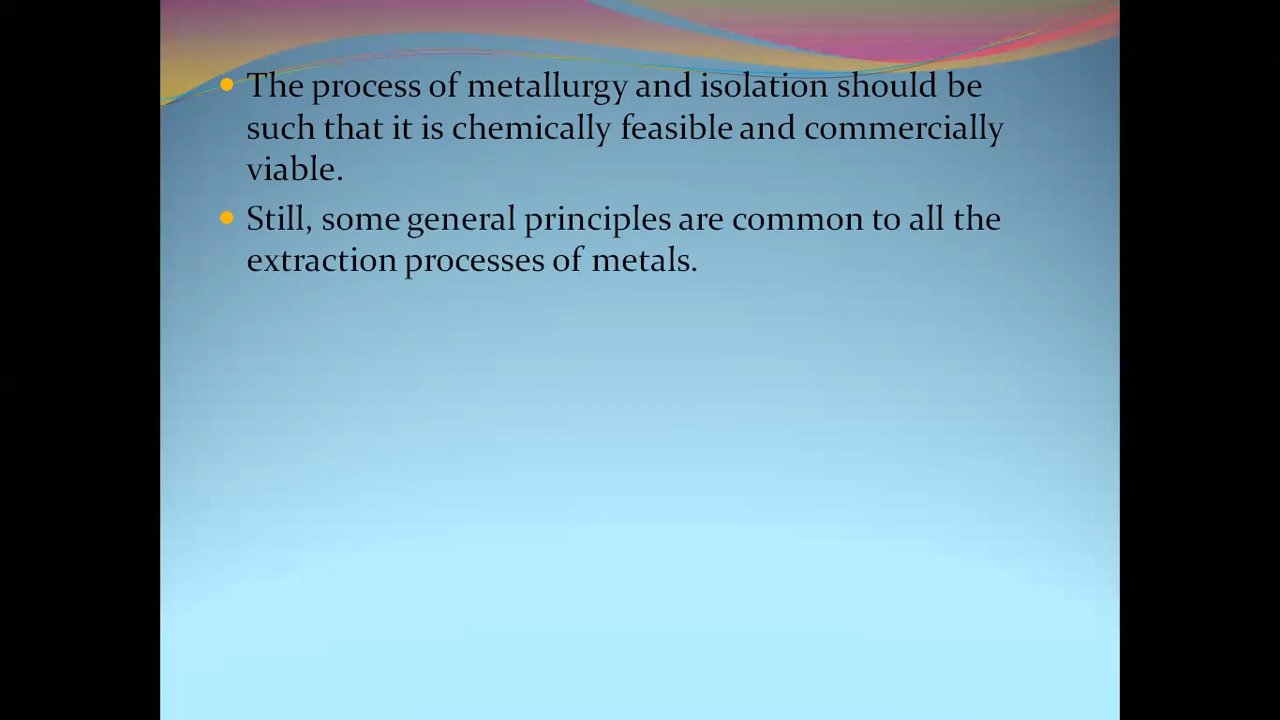 The process of metallurgy and isolation should be
such that it is chemically feasible and commercially
viable.
Still, some general principles are common to all the
extraction processes of metals.